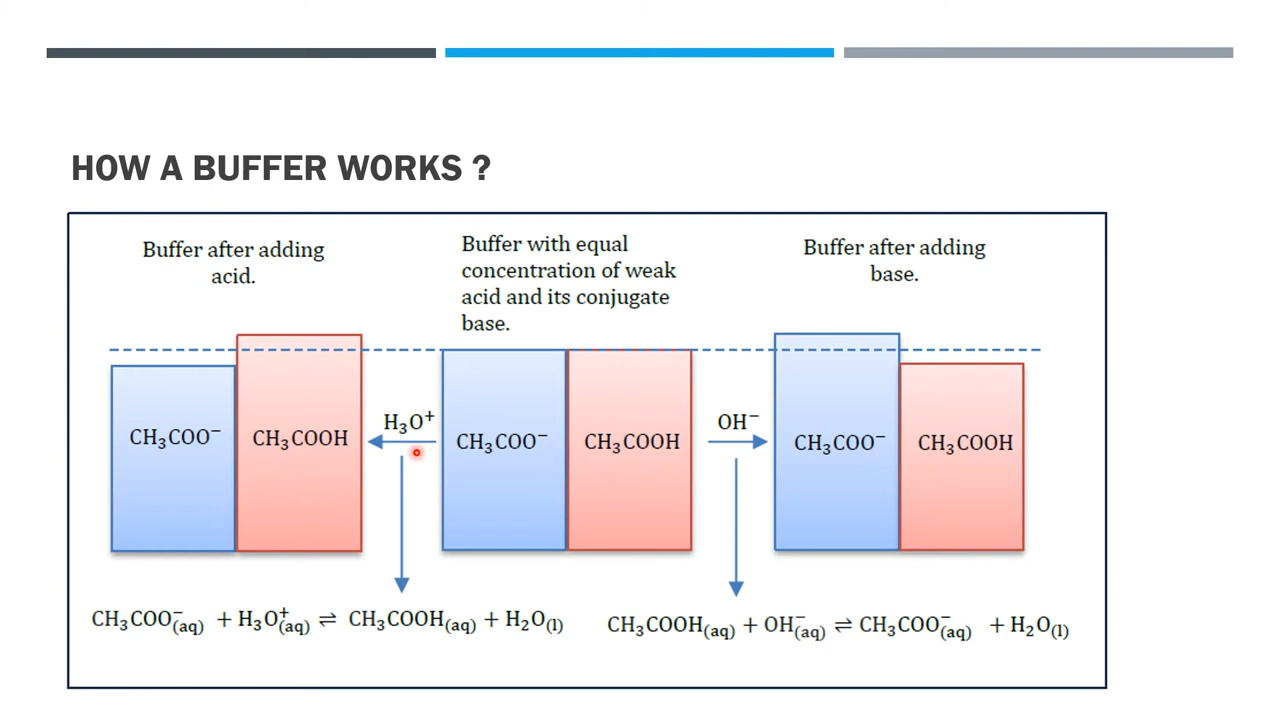 HOW A BUFFER WORKS ?
Buffer after adding
acid.
Buffer with equal
concentration of weak
acid and its conjugate
base.
Buffer after adding
base.
CH₃COO⁻
CH₃COOH
H₃O⁺
CH₃COO⁻
CH₃COOH
OH⁻
CH₃COO⁻
CH₃COOH
CH₃COO⁻(aq) + H₃O⁺(aq) ⇌ CH₃COOH(aq) + H₂O(l)
CH₃COOH(aq) + OH⁻(aq) ⇌ CH₃COO⁻(aq) + H₂O(l)